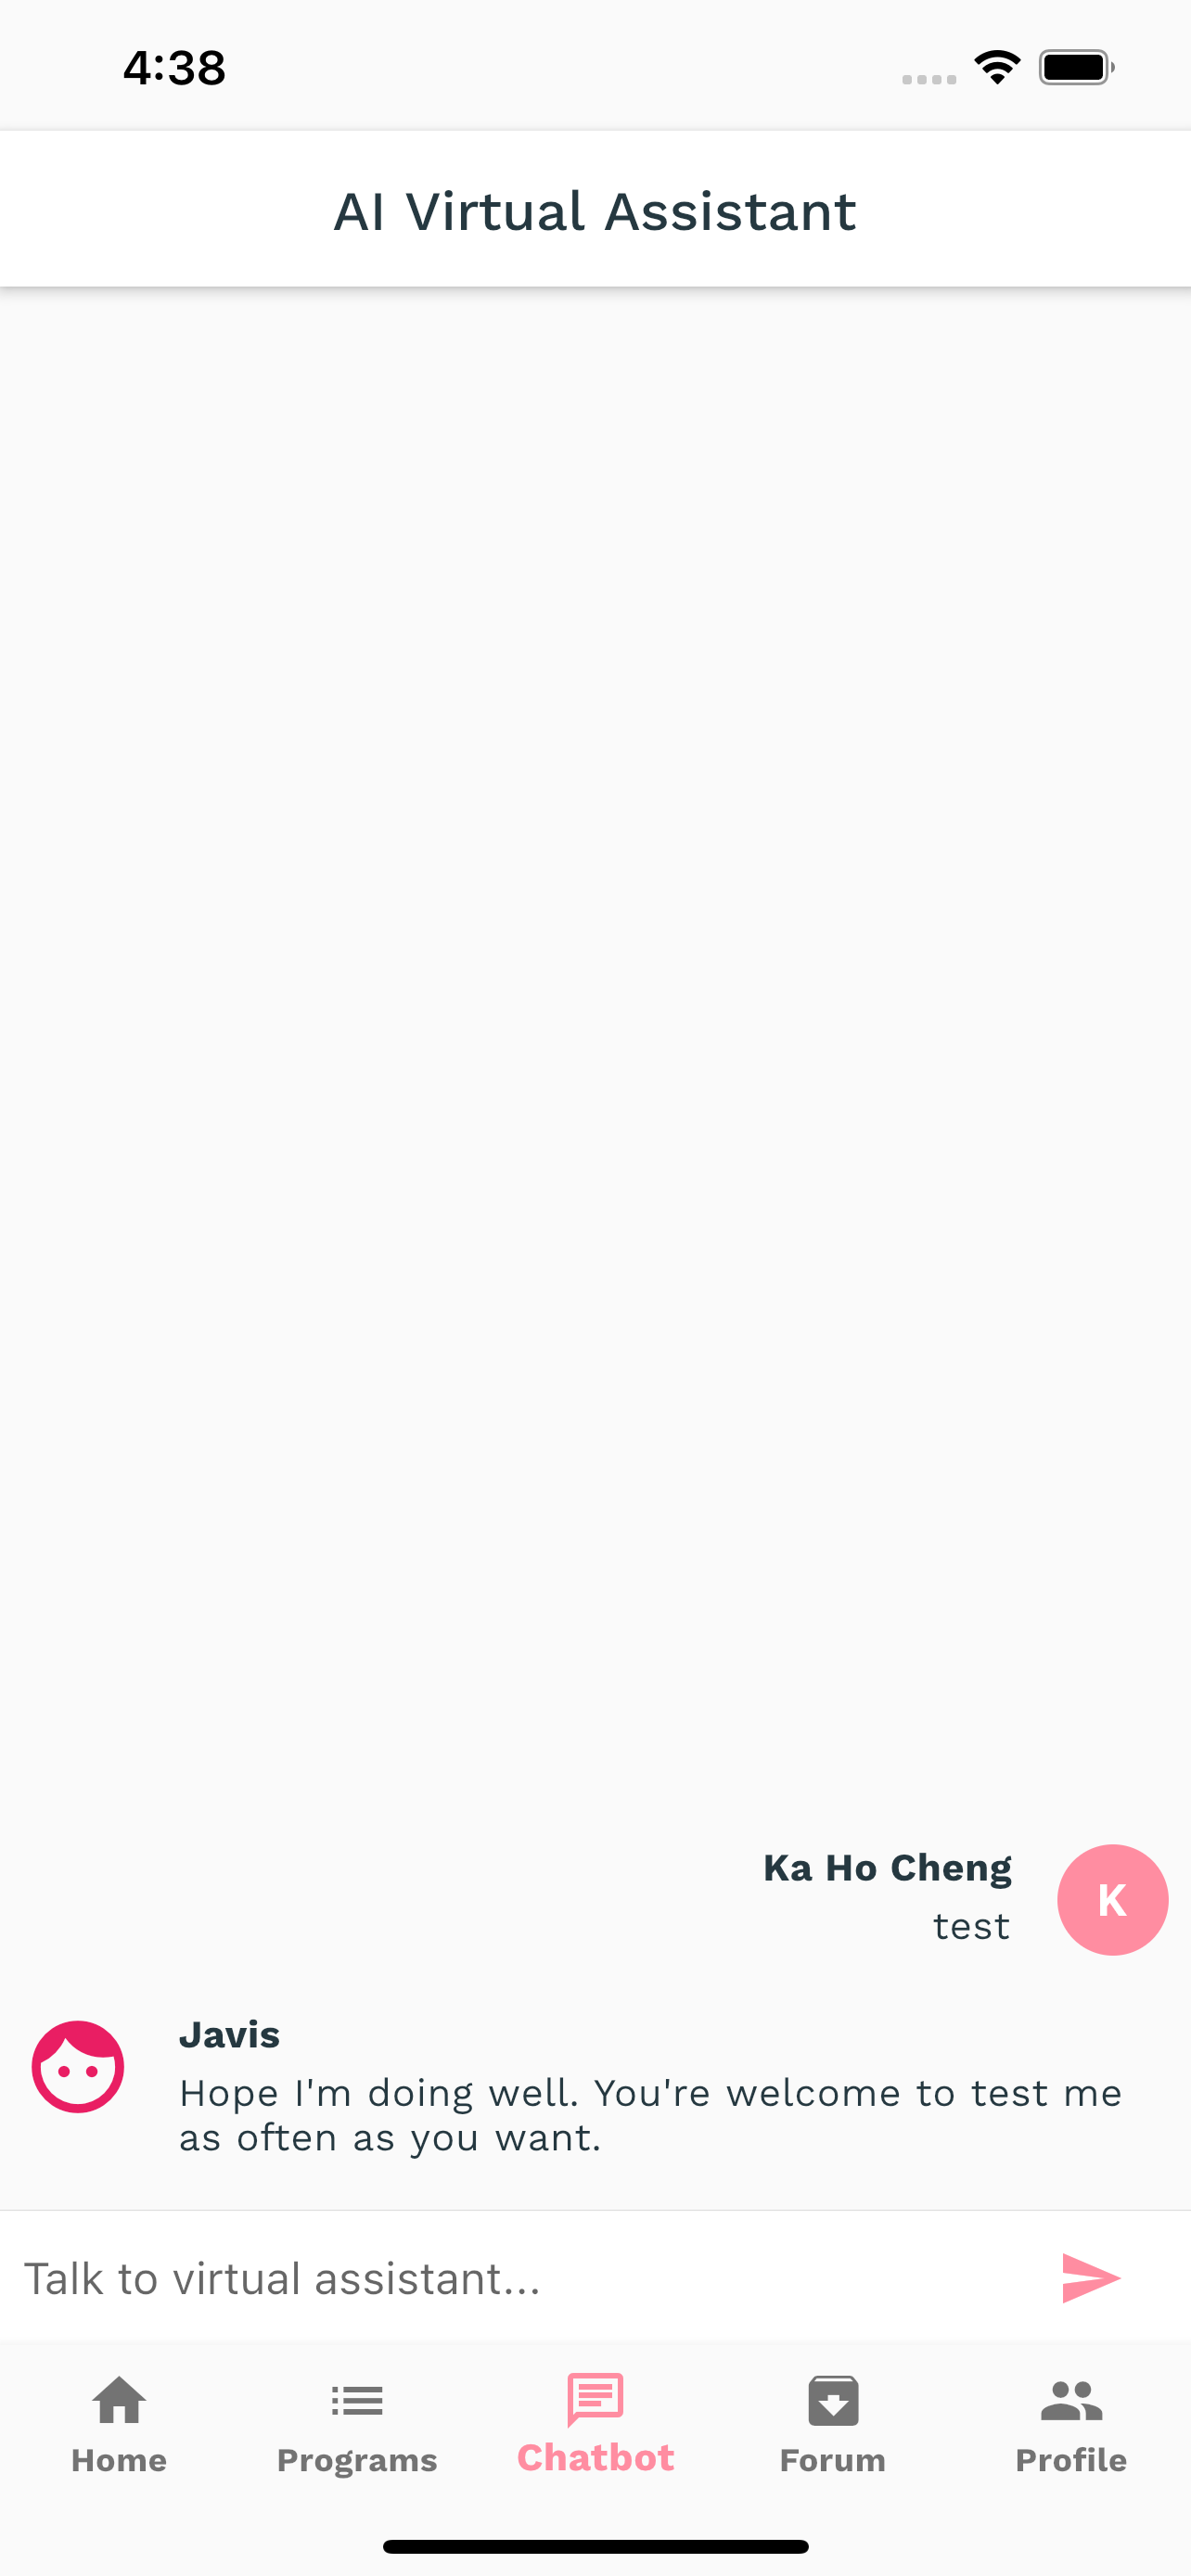 4:38
AI Virtual Assistant
Ka Ho Cheng
K
test
Javis
Hope I'm doing well. You're welcome to test me
as often as you want.
Talk to virtual assistant...
Home
Programs
Chatbot
Forum
Profile